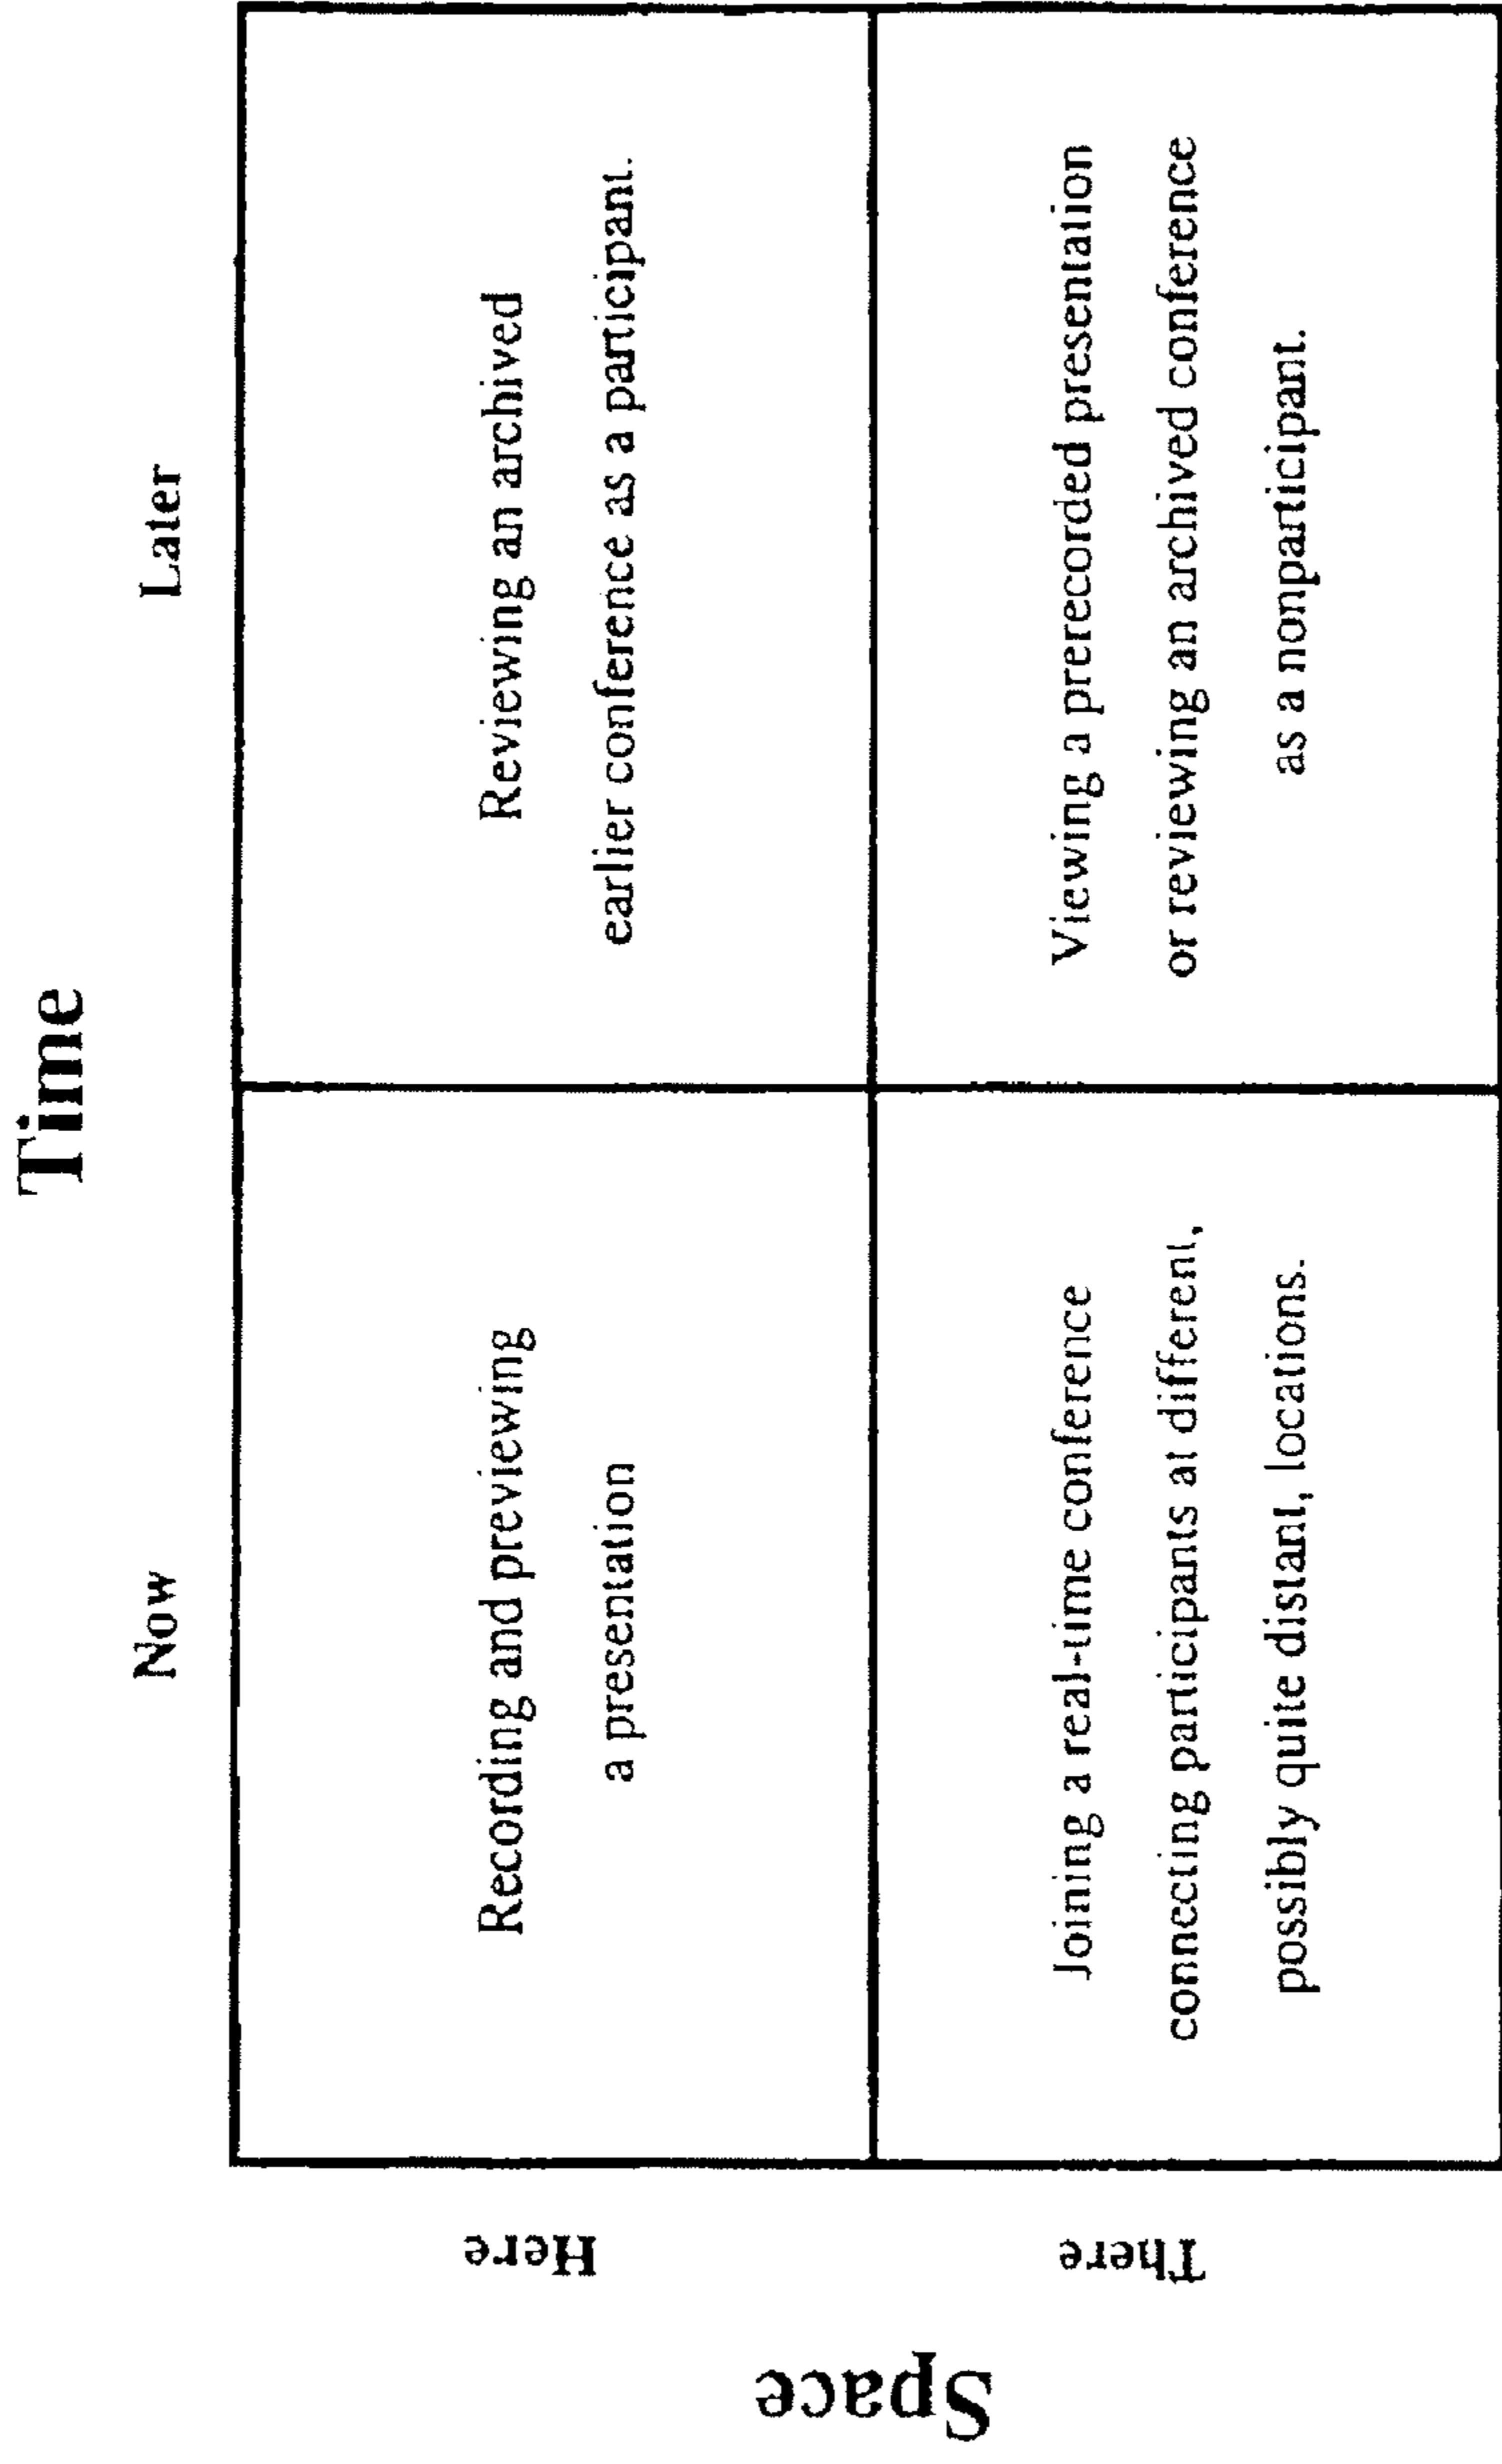 Time
Now
Later
Space
Here
Recording and previewing
a presentation
Reviewing an archived
earlier conference as a participant.
There
Joining a real-time conference
connecting participants at different,
possibly quite distant, locations.
Viewing a prerecorded presentation
or reviewing an archived conference
as a nonparticipant.